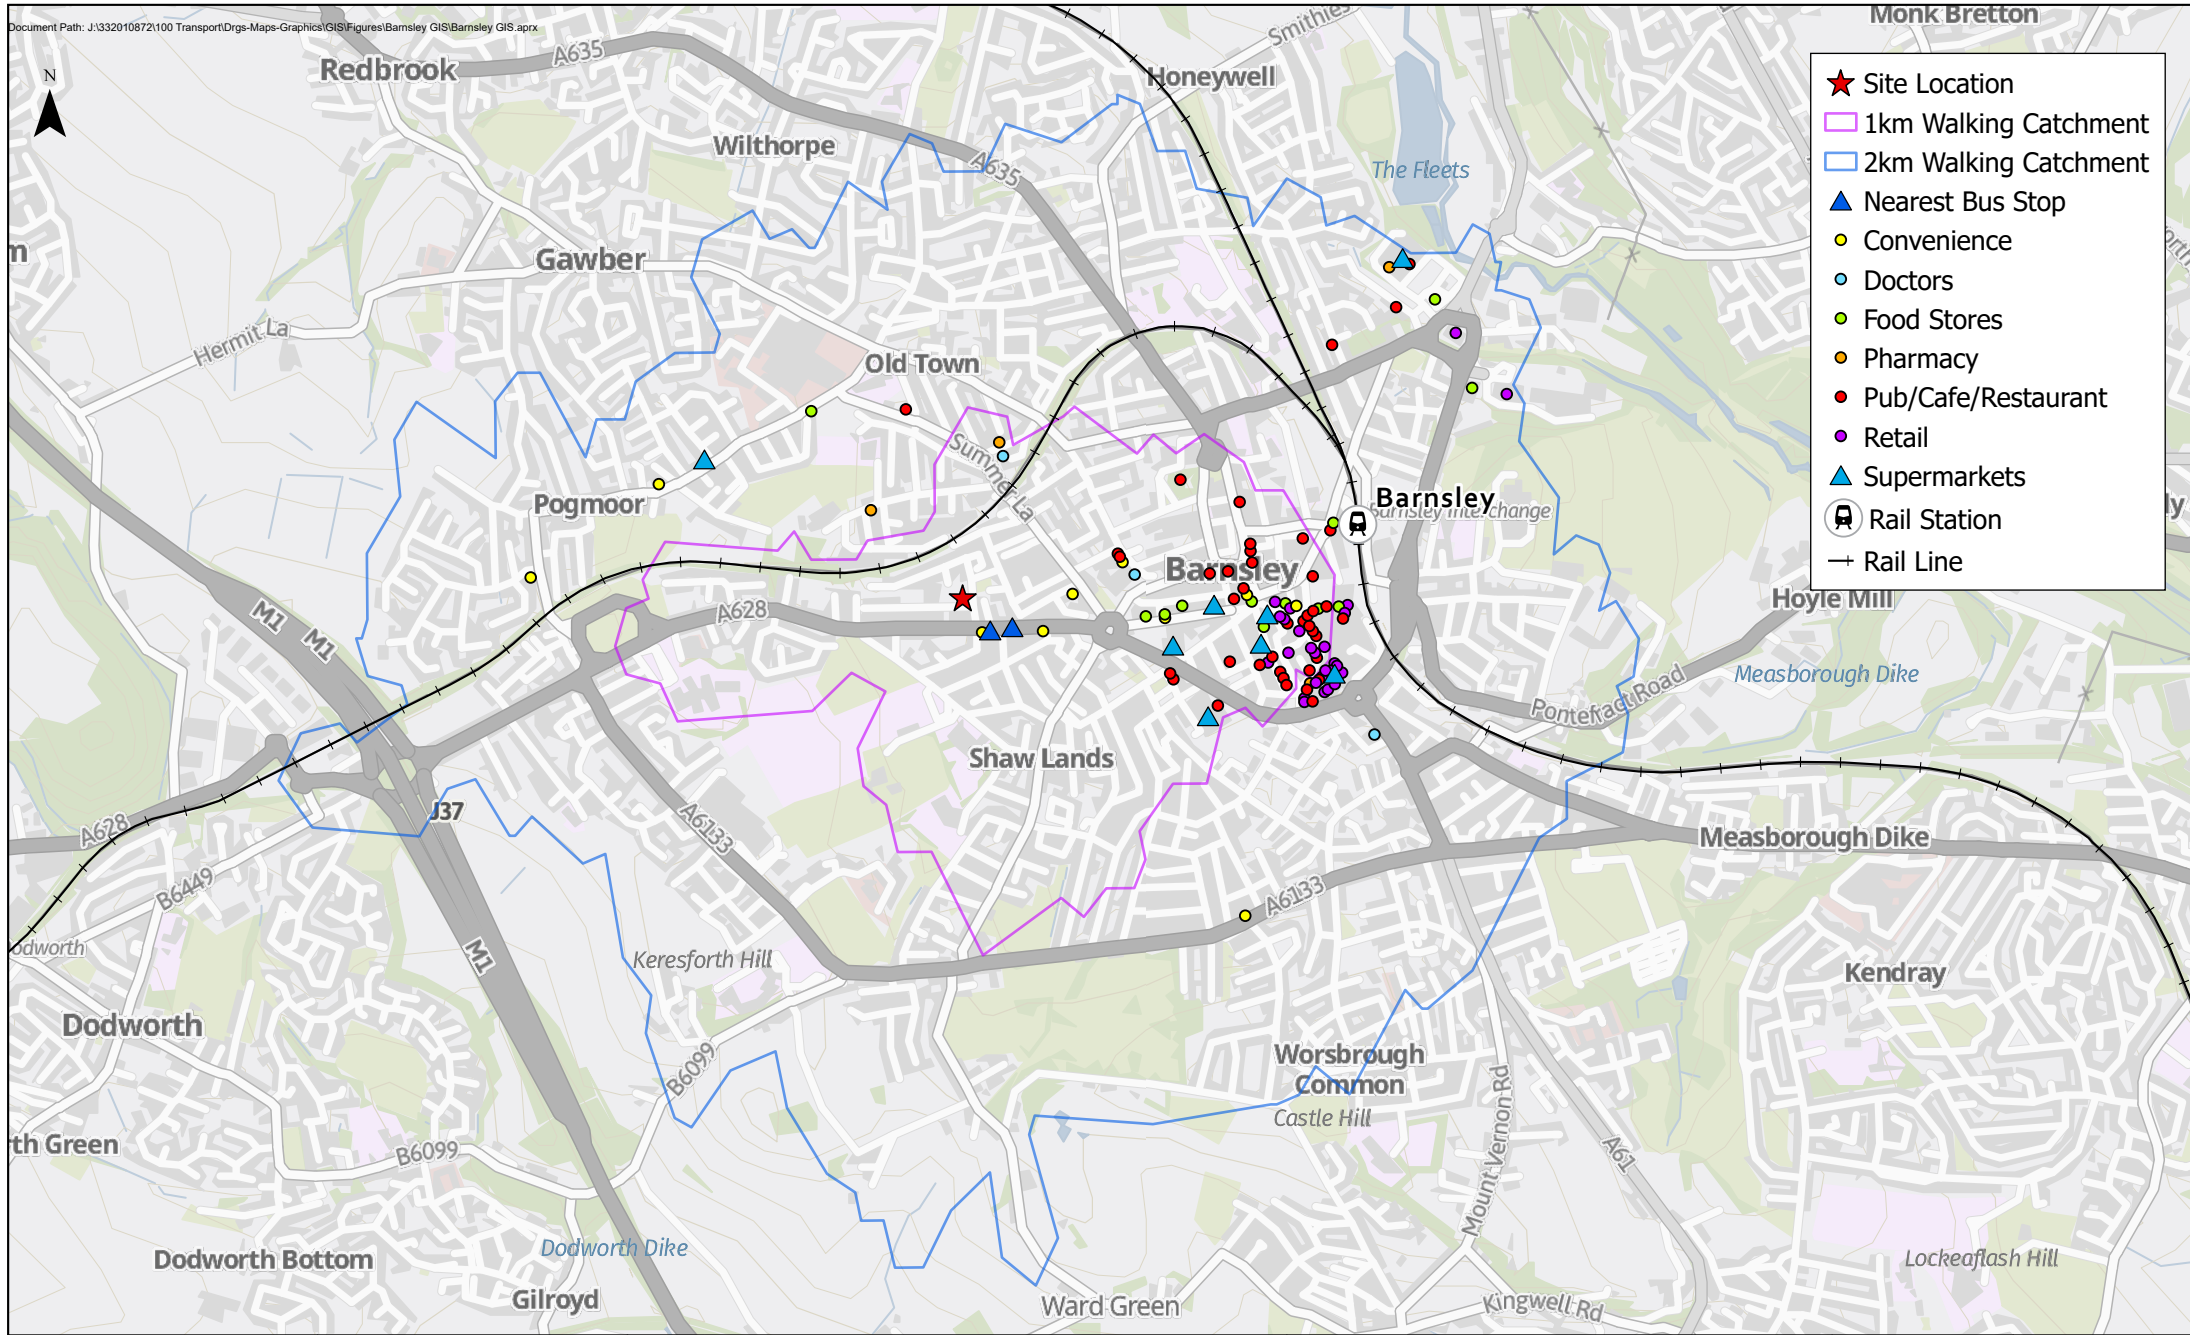 Document Path: J:\332010872\100 Transport\Drgs-Maps-Graphics\GIS\Figures\Barnsley GIS\Barnsley GIS.aprx
N
Redbrook
A635
Smithies
Monk Bretton
Honeywell
Wilthorpe
A635
The Fleets
Gawber
Hermit La
Old Town
Summer La
Pogmoor
Barnsley
Barnsley Interchange
Barnsley
A628
M1
M1
Hoyle Mill
Measborough Dike
Pontefract Road
Shaw Lands
J37
A628
A6133
Measborough Dike
B6449
A6133
M1
Keresforth Hill
Kendray
Dodworth
B6099
Worsbrough
Common
Castle Hill
Mount Vernon Rd
A61
th Green
B6099
Dodworth Bottom
Dodworth Dike
Gilroyd
Ward Green
Kingwell Rd
Lockeaflash Hill
Site Location
1km Walking Catchment
2km Walking Catchment
Nearest Bus Stop
Convenience
Doctors
Food Stores
Pharmacy
Pub/Cafe/Restaurant
Retail
Supermarkets
Rail Station
Rail Line